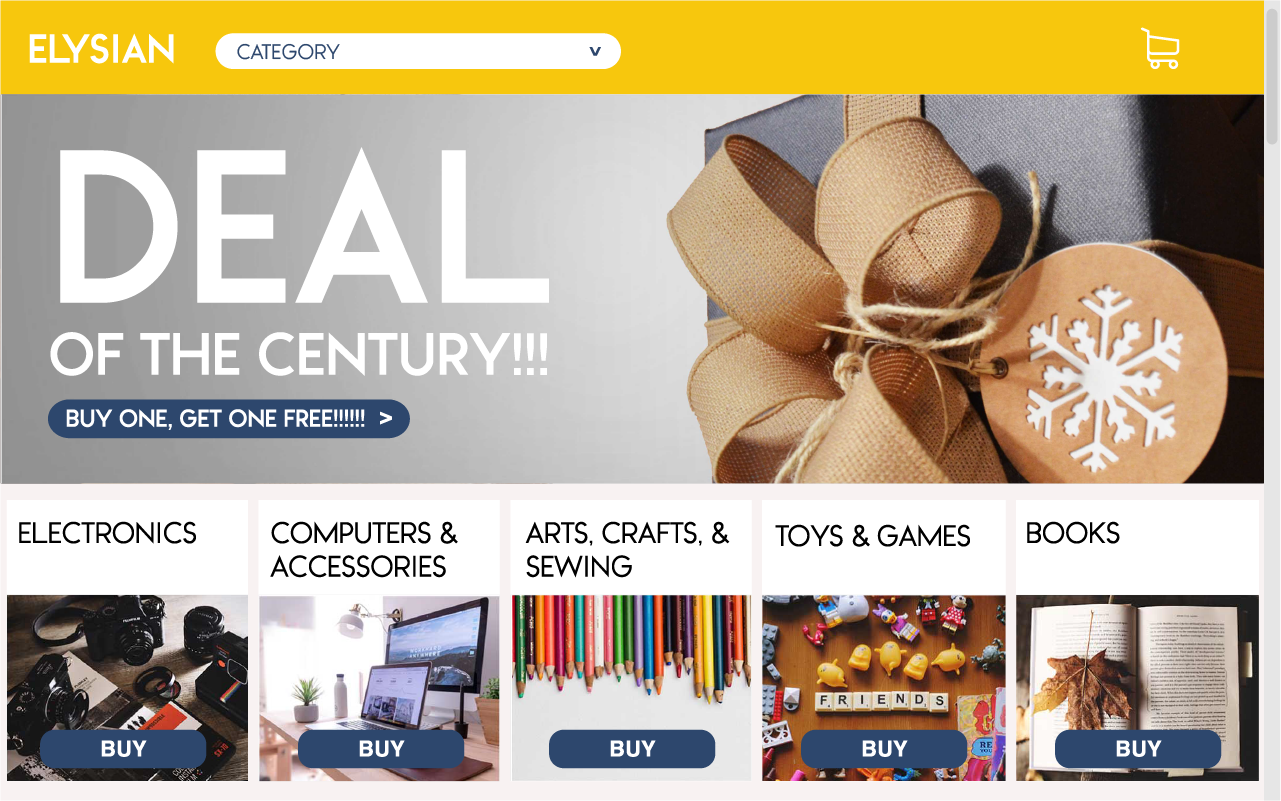 ELYSIAN
CATEGORY v
DEAL
OF THE CENTURY!!!
BUY ONE, GET ONE FREE!!!!!! >
ELECTRONICS
COMPUTERS &
ACCESSORIES
ARTS, CRAFTS, &
SEWING
TOYS & GAMES
BOOKS
FRIENDS
BUY
BUY
BUY
BUY
BUY